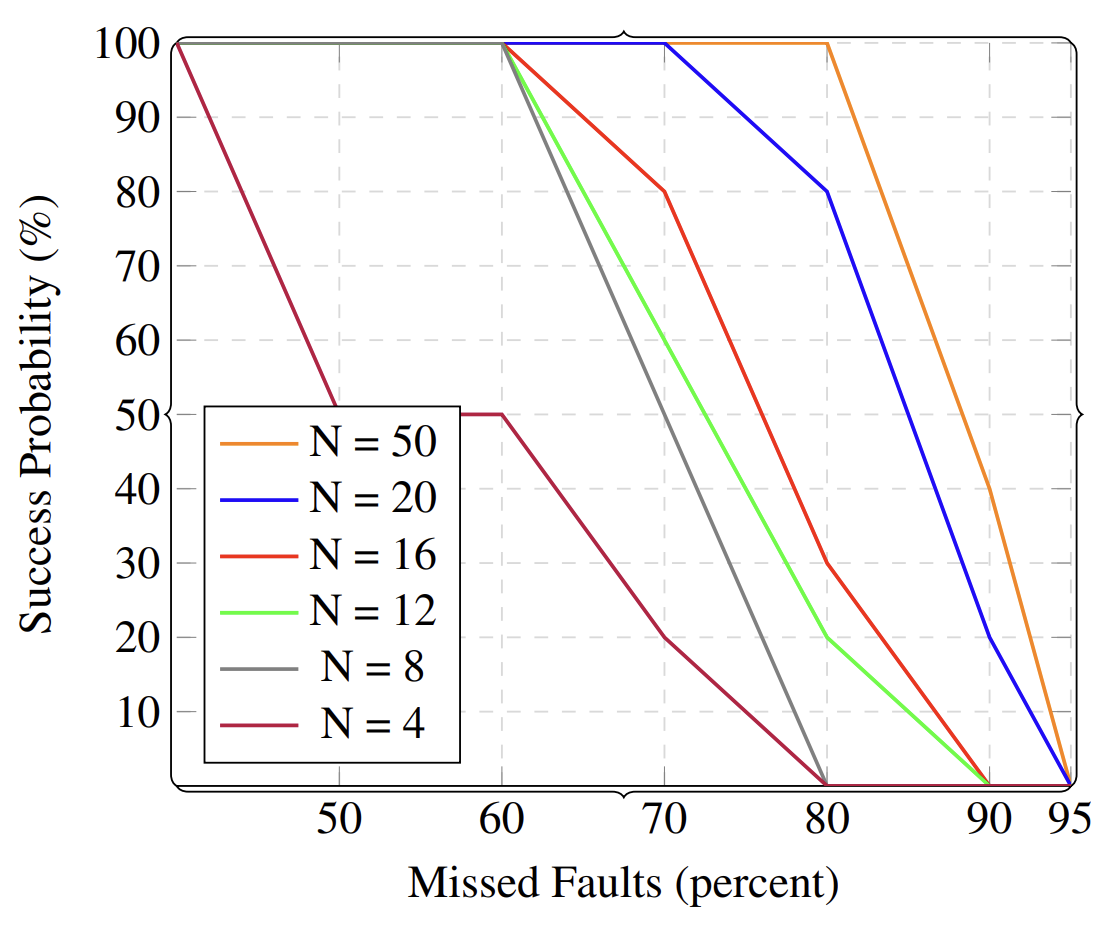 100
90
80
70
60
50
40
30
20
10
Success Probability (%)
N = 50
N = 20
N = 16
N = 12
N = 8
N = 4
50 60 70 80 90 95
Missed Faults (percent)